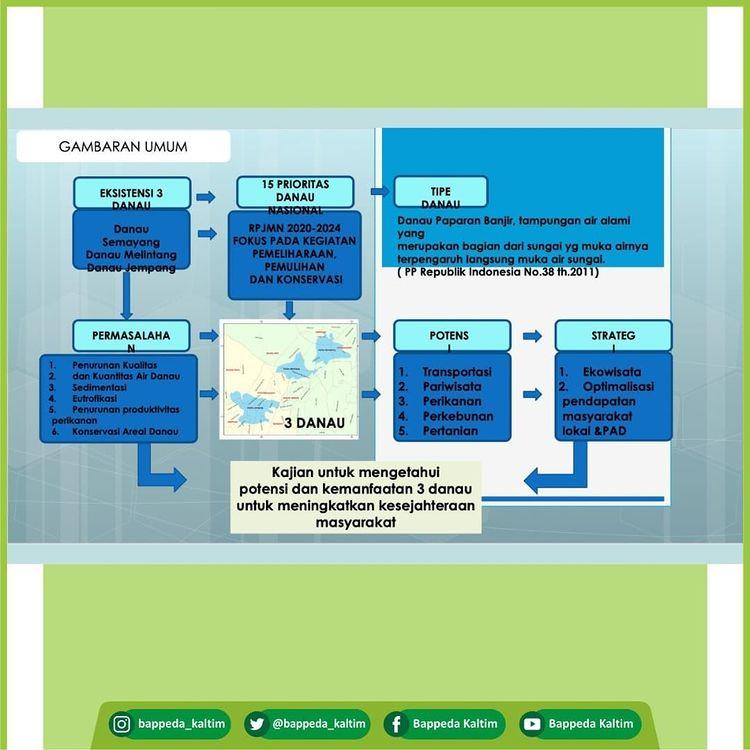 GAMBARAN UMUM
EKSISTENSI 3
DANAU
Danau
Semayang
Danau Melintang
Danau Jempang
15 PRIORITAS
DANAU
NASIONAL
RPJMN 2020-2024
FOKUS PADA KEGIATAN
PEMELIHARAAN,
PEMULIHAN
DAN KONSERVASI
TIPE
DANAU
Danau Paparan Banjir, tampungan air alami
yang
merupakan bagian dari sungai yg muka airnya
terpengaruh langsung muka air sungai.
( PP Republik Indonesia No.38 th.2011)
PERMASALAHA
N
1. Penurunan Kualitas
2. dan Kuantitas Air Danau
3. Sedimentasi
4. Eutrofikasi
5. Penurunan produktivitas
perikanan
6. Konservasi Areal Danau
3 DANAU
POTENS
I
1. Transportasi
2. Pariwisata
3. Perikanan
4. Perkebunan
5. Pertanian
STRATEG
I
1. Ekowisata
2. Optimalisasi
pendapatan
masyarakat
lokal &PAD
Kajian untuk mengetahui
potensi dan kemanfaatan 3 danau
untuk meningkatkan kesejahteraan
masyarakat
bappeda_kaltim
@bappeda_kaltim
Bappeda Kaltim
Bappeda Kaltim